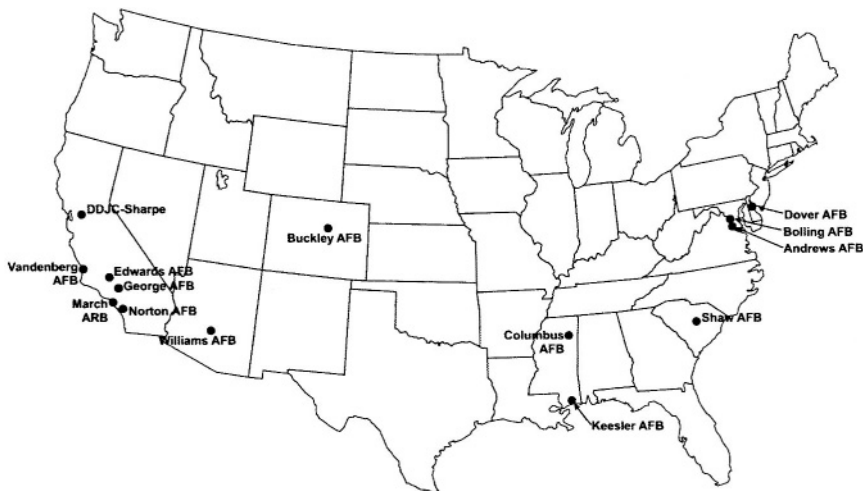 DDJC-Sharpe
Buckley AFB
Dover AFB
Bolling AFB
Andrews AFB
Vandenberg
AFB
Edwards AFB
George AFB
March
ARB
Norton AFB
Williams AFB
Columbus
AFB
Shaw AFB
Keesler AFB